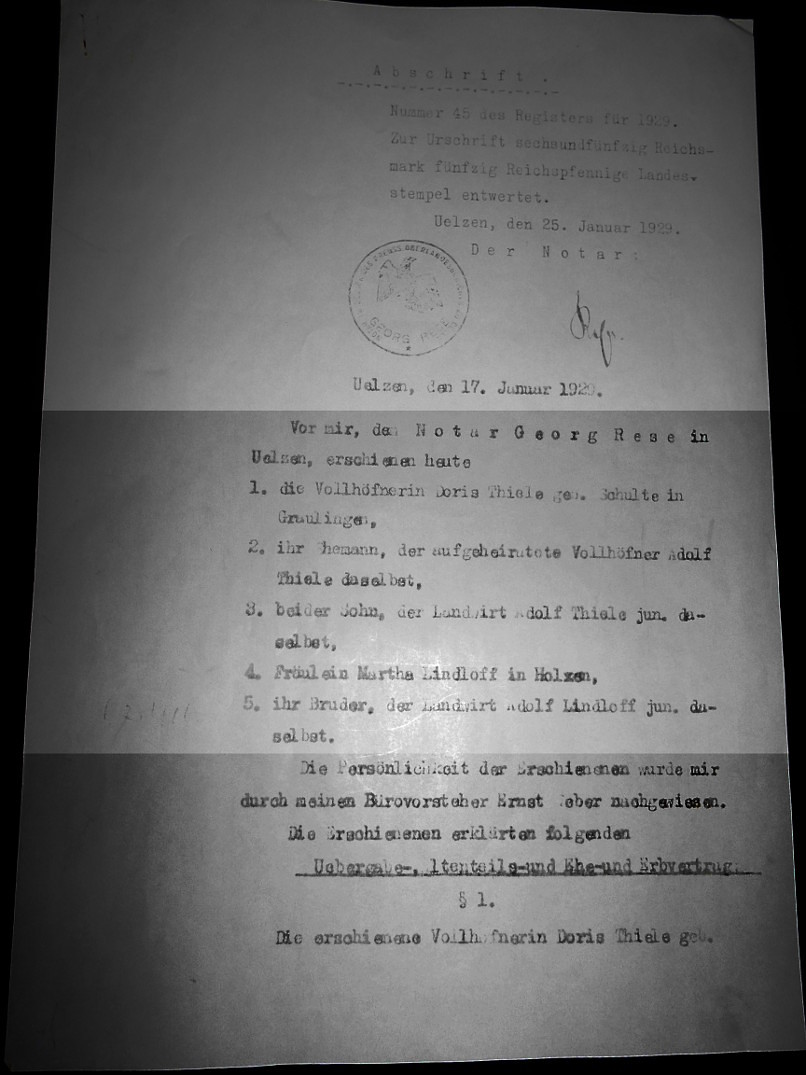 Abschrift.
Nummer 45 des Registers für 1929.
Zur Urschrift sechsundfünfzig Reichs-
mark fünfzig Reichspfennige Landes-
stempel entwertet.
Uelzen, den 25. Januar 1929.
Der Notar:
GEORG RESE
Uelzen, den 17. Januar 1929.
Vor mir, dem Notar Georg Rese in
Uelzen, erschienen heute
1. die Vollhöfnerin Doris Thiele geb. Schulte in
Graulingen,
2. ihr Ehemann, der aufgeheiratete Vollhöfner Adolf
Thiele daselbst,
3. beider Sohn, der Landwirt Adolf Thiele jun. da-
selbst,
4. Fräulein Martha Lindloff in Holxen,
5. ihr Bruder, der Landwirt Adolf Lindloff jun. da-
selbst.
Die Persönlichkeit der Erschienenen wurde mir
durch meinen Bürovorsteher Ernst nachgewiesen.
Die Erschienenen erklärten folgenden
Uebergabe-, Altenteils-und Ehe-und Erbvertrag:
§ 1.
Die erschienene Vollhöfnerin Doris Thiele geb.